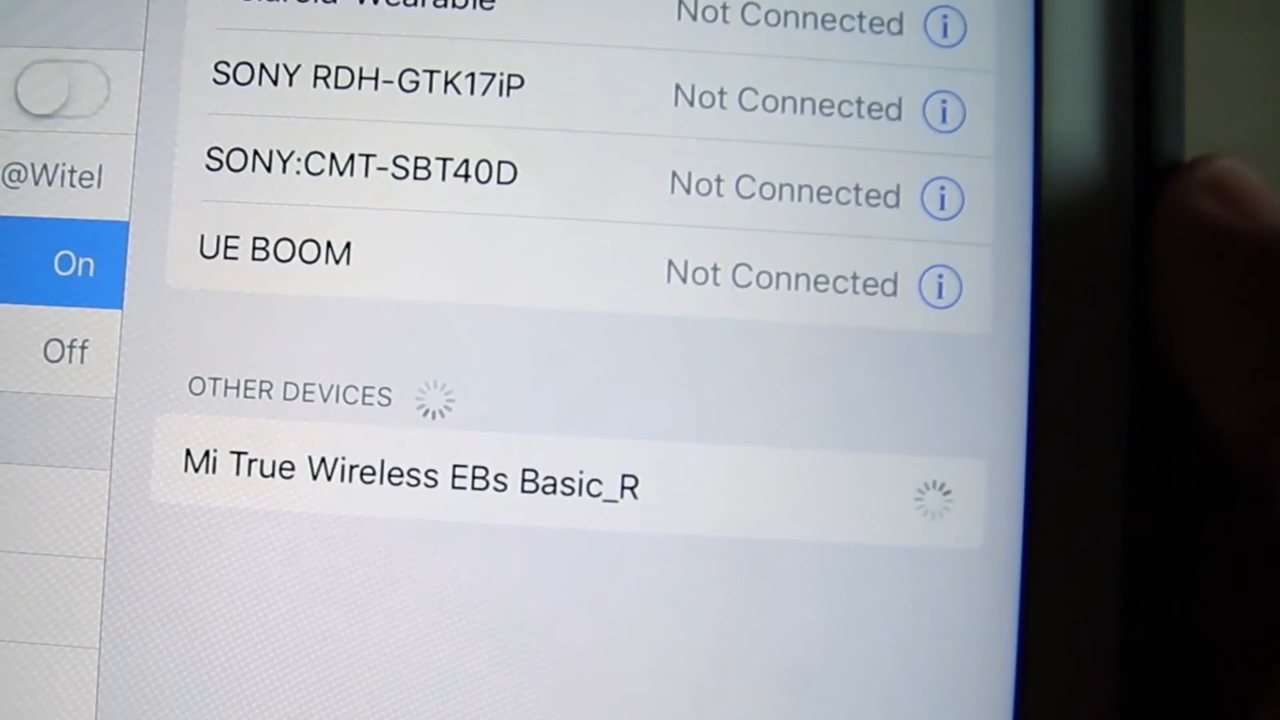 Wearable Not Connected
SONY RDH-GTK17iP Not Connected
SONY:CMT-SBT40D Not Connected
UE BOOM Not Connected
OTHER DEVICES
Mi True Wireless EBs Basic_R
@Witel
On
Off